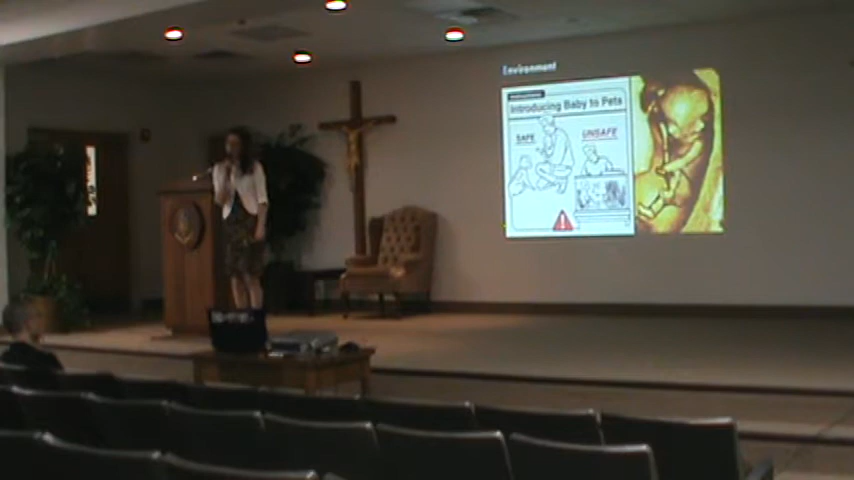 Environment
Introducing Baby to Pets
SAFE
UNSAFE